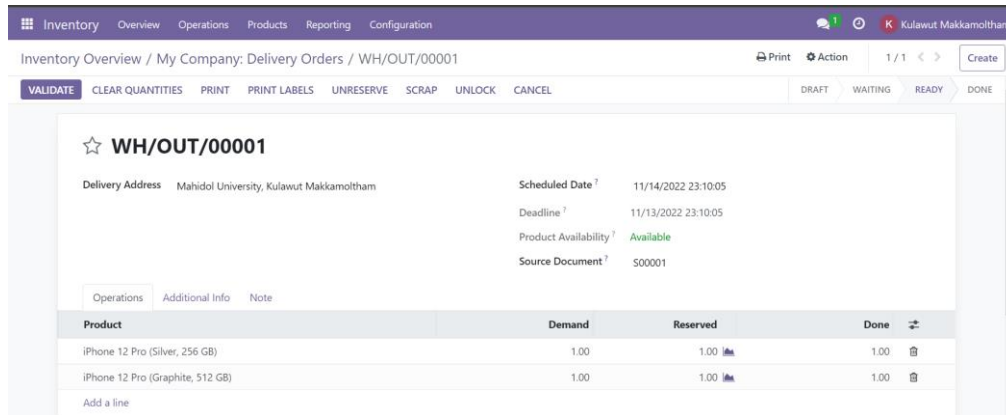 Inventory Overview Operations Products Reporting Configuration 1 K Kulawut Makkamolthar
Inventory Overview / My Company: Delivery Orders / WH/OUT/00001 Print Action 1 / 1 < > Create
VALIDATE CLEAR QUANTITIES PRINT PRINT LABELS UNRESERVE SCRAP UNLOCK CANCEL DRAFT WAITING READY DONE
WH/OUT/00001
Delivery Address Mahidol University, Kulawut Makkamoltham Scheduled Date ? 11/14/2022 23:10:05
Deadline ? 11/13/2022 23:10:05
Product Availability ? Available
Source Document ? S00001
Operations Additional Info Note
Product Demand Reserved Done
iPhone 12 Pro (Silver, 256 GB) 1.00 1.00 1.00
iPhone 12 Pro (Graphite, 512 GB) 1.00 1.00 1.00
Add a line